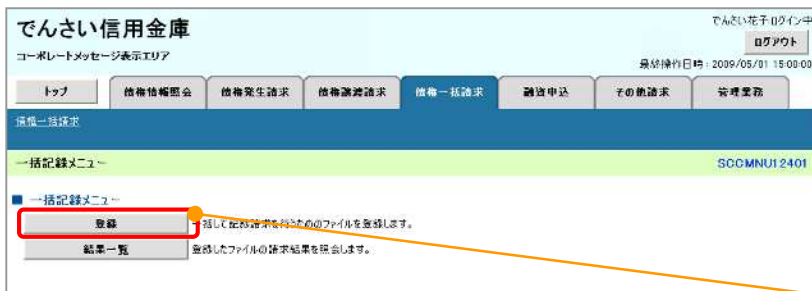 でんさい信用金庫
でんさい花子ログイン中
ログアウト
コーポレートメッセージ表示エリア
最終操作日時：2009/05/01 15:00:00
トップ 債権情報照会 債権発生請求 債権譲渡請求 債権一括請求 融資申込 その他請求 管理業務
債権一括請求
一括記録メニュー SCCMNU12401
■ 一括記録メニュー
登録 一括して記録請求を行うためのファイルを登録します。
結果一覧 登録したファイルの請求結果を照会します。